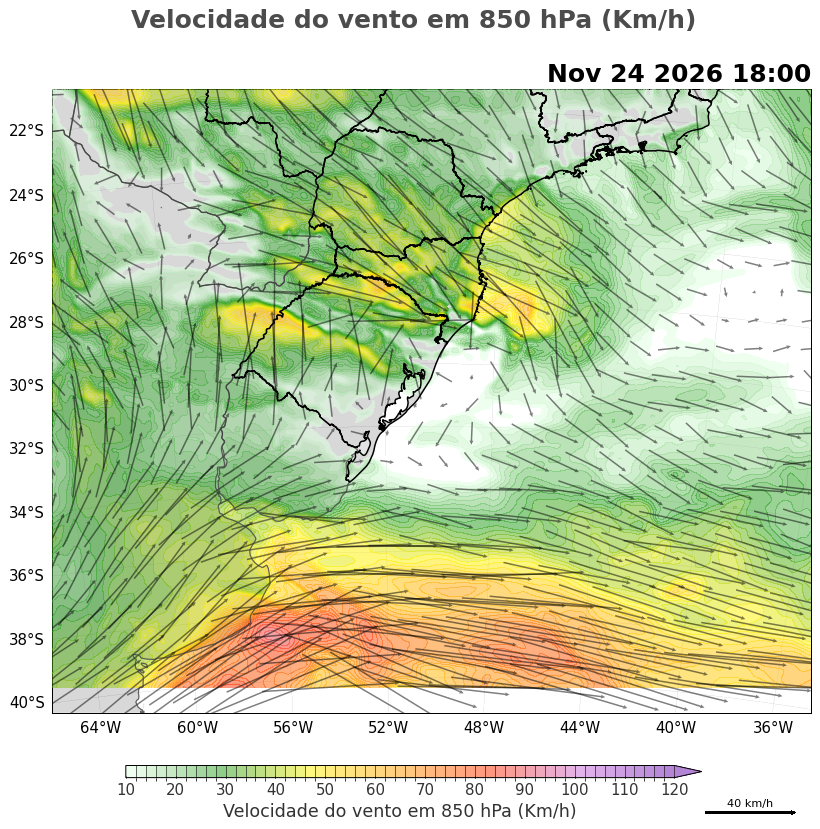 Velocidade do vento em 850 hPa (Km/h)
Nov 24 2026 18:00
22°S
24°S
26°S
28°S
30°S
32°S
34°S
36°S
38°S
40°S
64°W 60°W 56°W 52°W 48°W 44°W 40°W 36°W
10 20 30 40 50 60 70 80 90 100 110 120
Velocidade do vento em 850 hPa (Km/h)
40 km/h